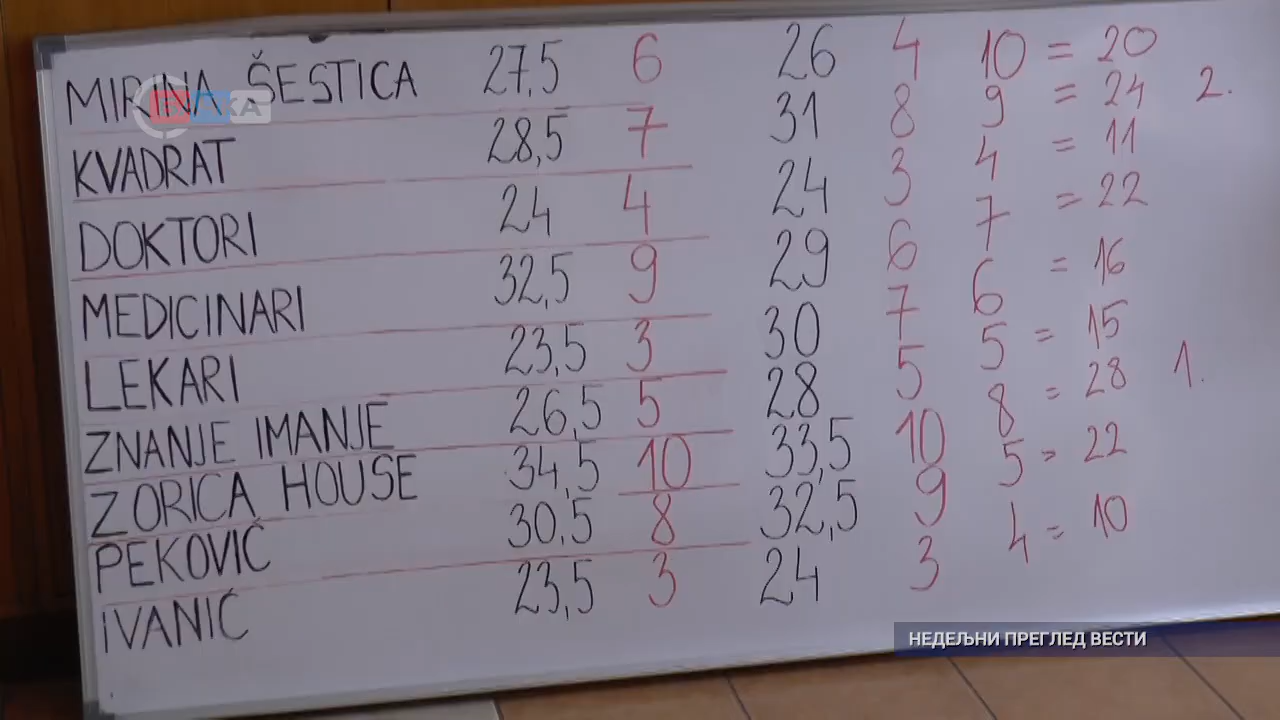 MIRINA ŠESTICA 27,5 6 26 4 10 = 20
KVADRAT 28,5 7 31 8 9 = 24 2.
DOKTORI 24 4 24 3 4 = 11
MEDICINARI 32,5 9 29 6 7 = 22
LEKARI 23,5 3 30 7 6 = 16
ZNANJE IMANJE 26,5 5 28 5 5 = 15
ZORICA HOUSE 34,5 10 33,5 10 8 = 28 1.
PEKOVIĆ 30,5 8 32,5 9 5 = 22
IVANIĆ 23,5 3 24 3 4 = 10
НЕДЕЉНИ ПРЕГЛЕД ВЕСТИ